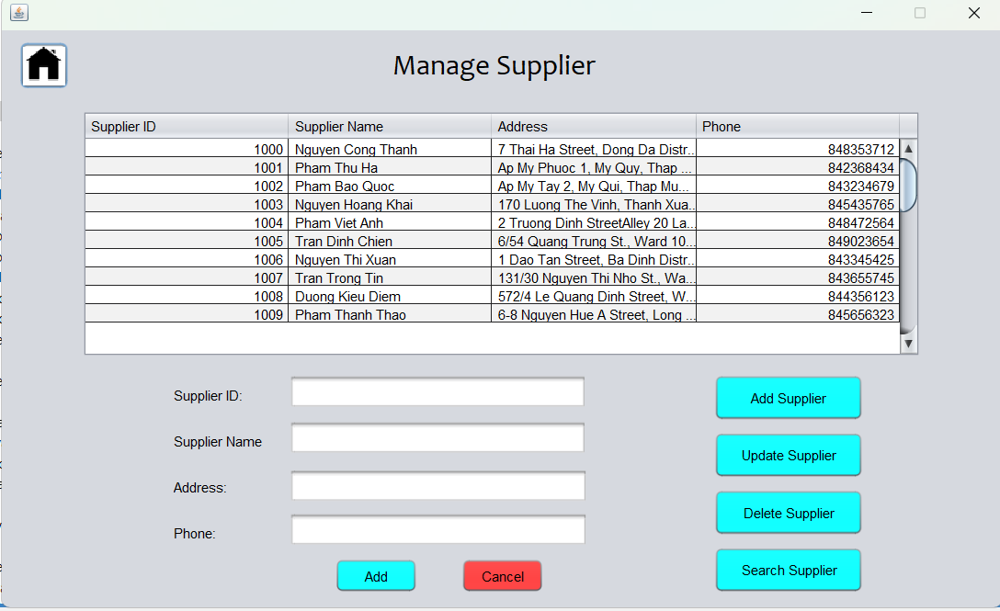 Manage Supplier
Supplier ID Supplier Name Address Phone
1000 Nguyen Cong Thanh 7 Thai Ha Street, Dong Da Distr... 848353712
1001 Pham Thu Ha Ap My Phuoc 1, My Quy, Thap ... 842368434
1002 Pham Bao Quoc Ap My Tay 2, My Qui, Thap Mu... 843234679
1003 Nguyen Hoang Khai 170 Luong The Vinh, Thanh Xua... 845435765
1004 Pham Viet Anh 2 Truong Dinh StreetAlley 20 La... 848472564
1005 Tran Dinh Chien 6/54 Quang Trung St., Ward 10... 849023654
1006 Nguyen Thi Xuan 1 Dao Tan Street, Ba Dinh Distr... 843345425
1007 Tran Trong Tin 131/30 Nguyen Thi Nho St., Wa... 843655745
1008 Duong Kieu Diem 572/4 Le Quang Dinh Street, W... 844356123
1009 Pham Thanh Thao 6-8 Nguyen Hue A Street, Long ... 845656323
Supplier ID:
Add Supplier
Supplier Name
Update Supplier
Address:
Delete Supplier
Phone:
Add Cancel
Search Supplier